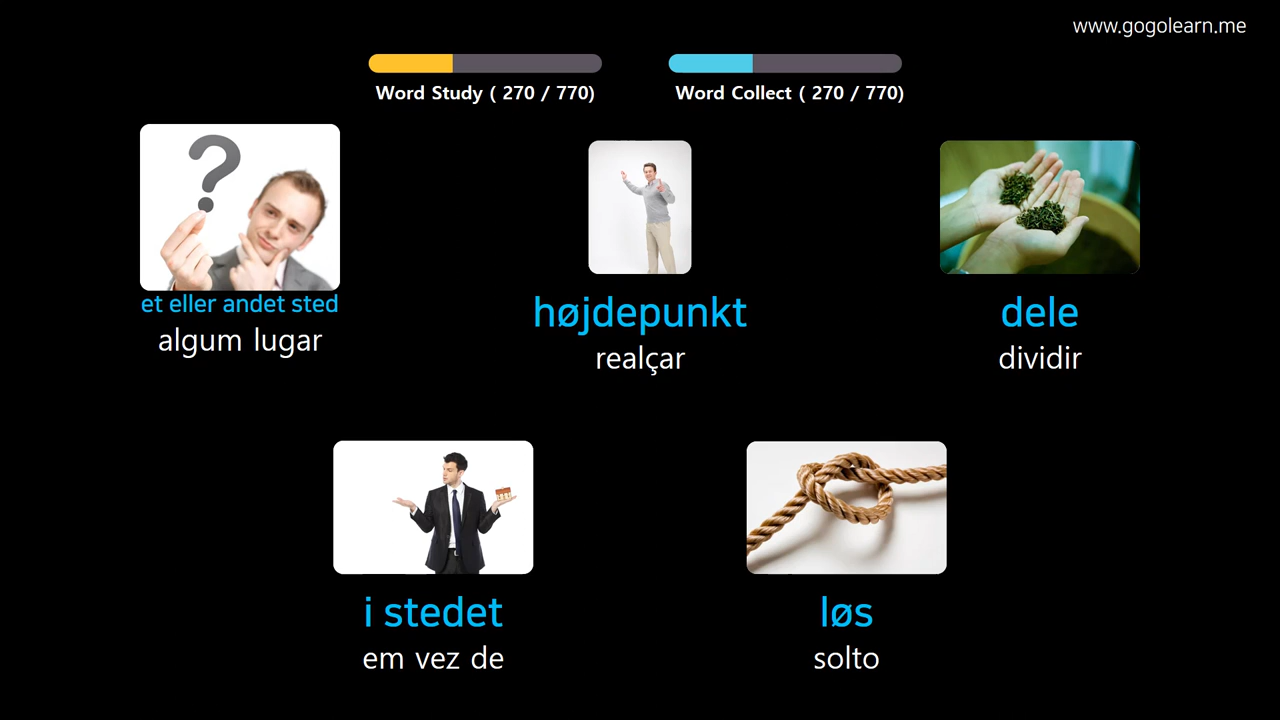 www.gogolearn.me
Word Study ( 270 / 770)
Word Collect ( 270 / 770)
et eller andet sted
algum lugar
højdepunkt
realçar
dele
dividir
i stedet
em vez de
løs
solto